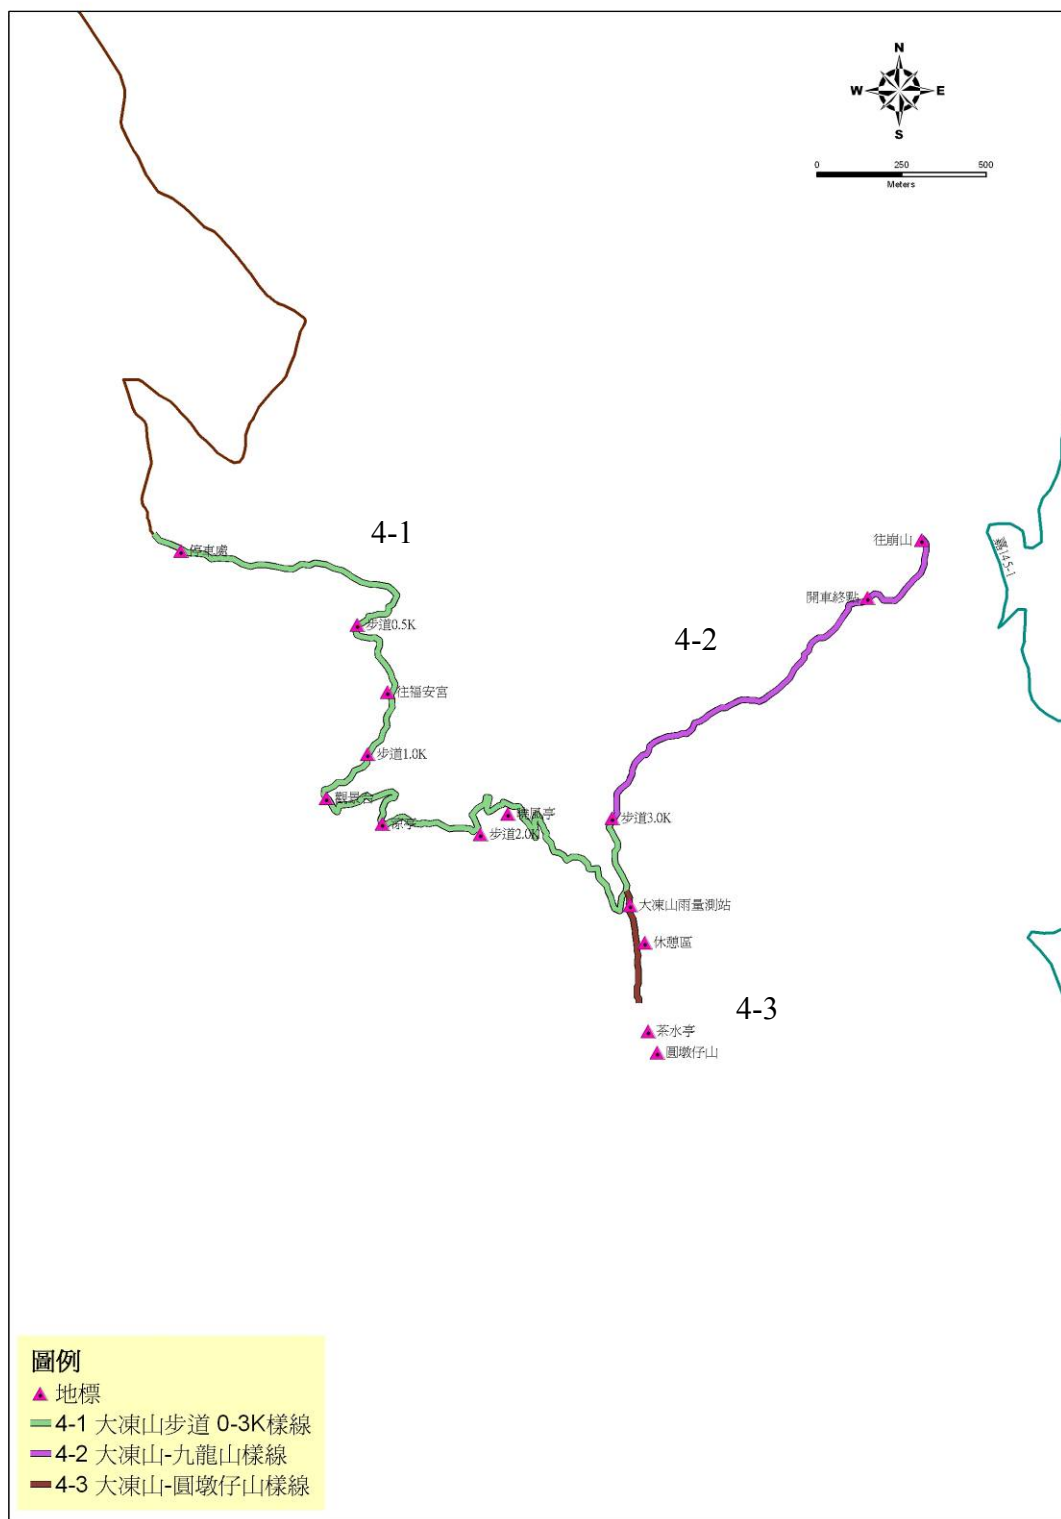 N
W E
S
0 250 500
Meters
4-1
停車處
往崩山
嘉145-1
開車終點
步道0.5K
4-2
往福安宮
步道1.0K
觀景台
涼亭
步道2.0K
步道3.0K
大凍山雨量測站
休憩區
4-3
茶水亭
圓墩仔山
圖例
地標
4-1 大凍山步道 0-3K樣線
4-2 大凍山-九龍山樣線
4-3 大凍山-圓墩仔山樣線